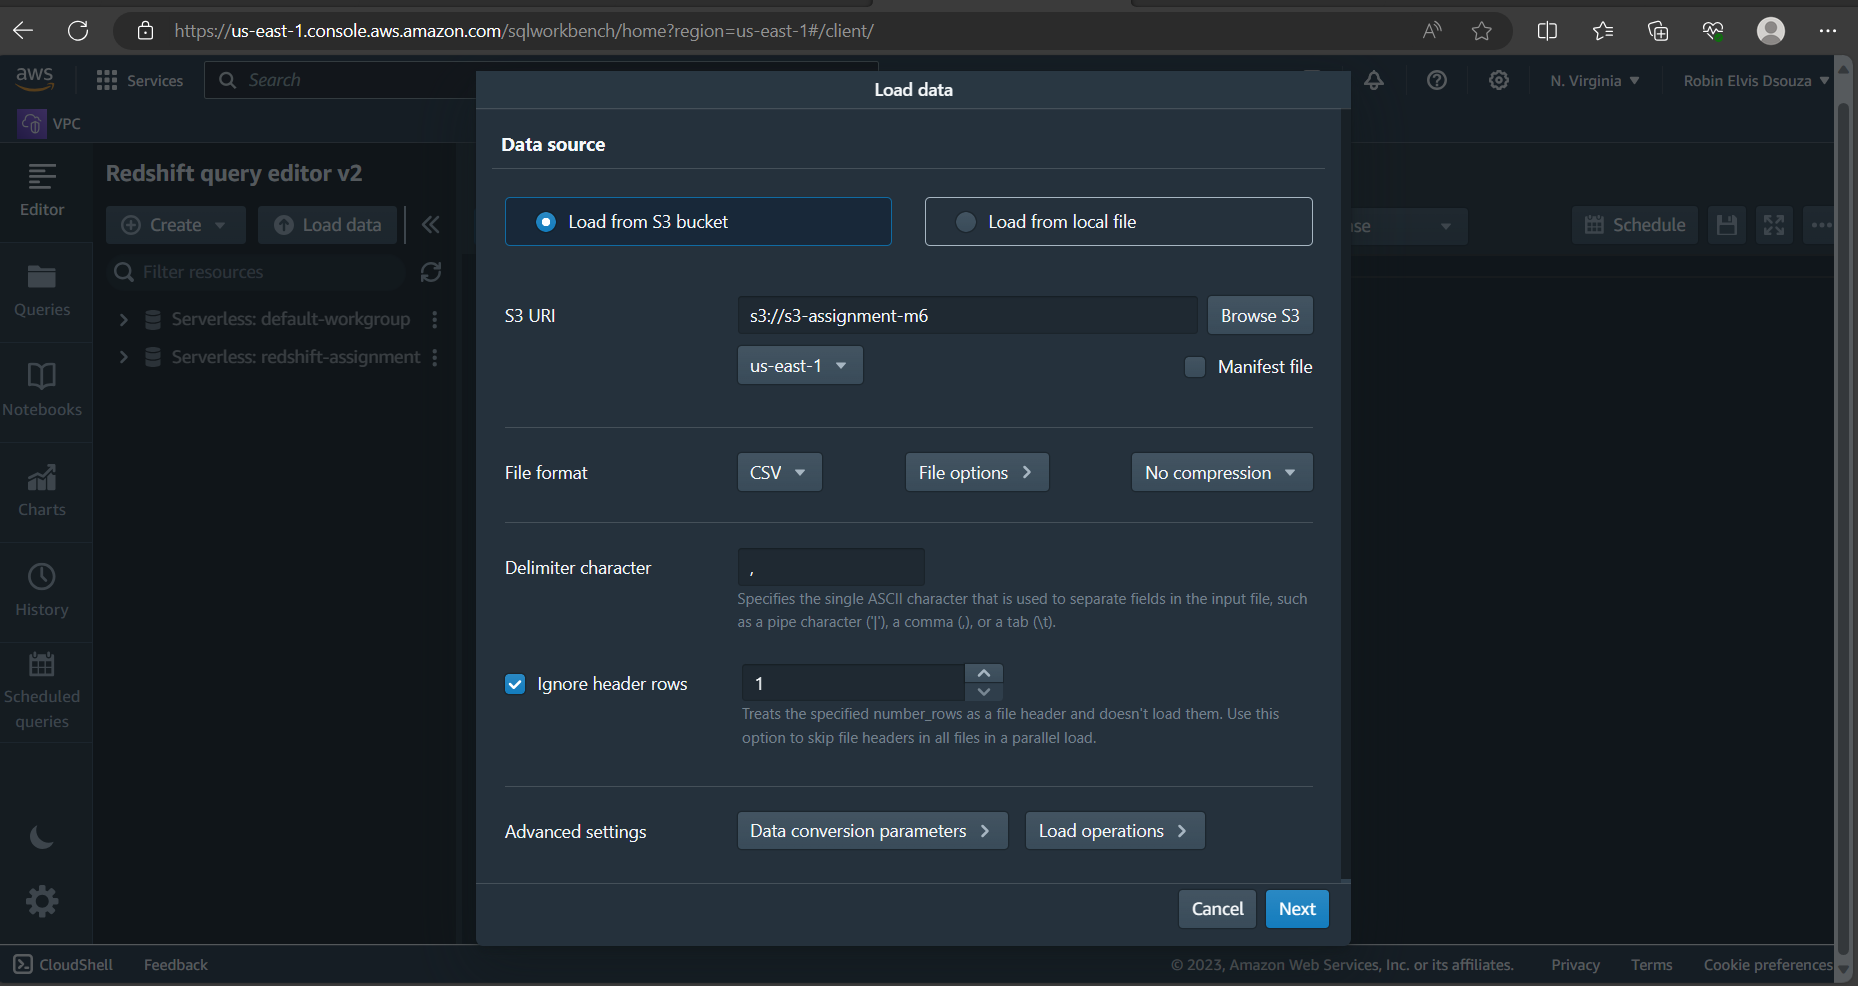 https://us-east-1.console.aws.amazon.com/sqlworkbench/home?region=us-east-1#/client/
aws
Services
Search
N. Virginia
Robin Elvis Dsouza
VPC
Load data
Editor
Queries
Notebooks
Charts
History
Scheduled
queries
Redshift query editor v2
Create
Load data
Filter resources
Serverless: default-workgroup
Serverless: redshift-assignment
Data source
Load from S3 bucket
Load from local file
S3 URI
s3://s3-assignment-m6
Browse S3
us-east-1
Manifest file
File format
CSV
File options
No compression
Delimiter character
,
Specifies the single ASCII character that is used to separate fields in the input file, such
as a pipe character ('|'), a comma (,), or a tab (\t).
Ignore header rows
1
Treats the specified number_rows as a file header and doesn't load them. Use this
option to skip file headers in all files in a parallel load.
Advanced settings
Data conversion parameters
Load operations
Cancel
Next
Schedule
CloudShell
Feedback
© 2023, Amazon Web Services, Inc. or its affiliates.
Privacy
Terms
Cookie preferences